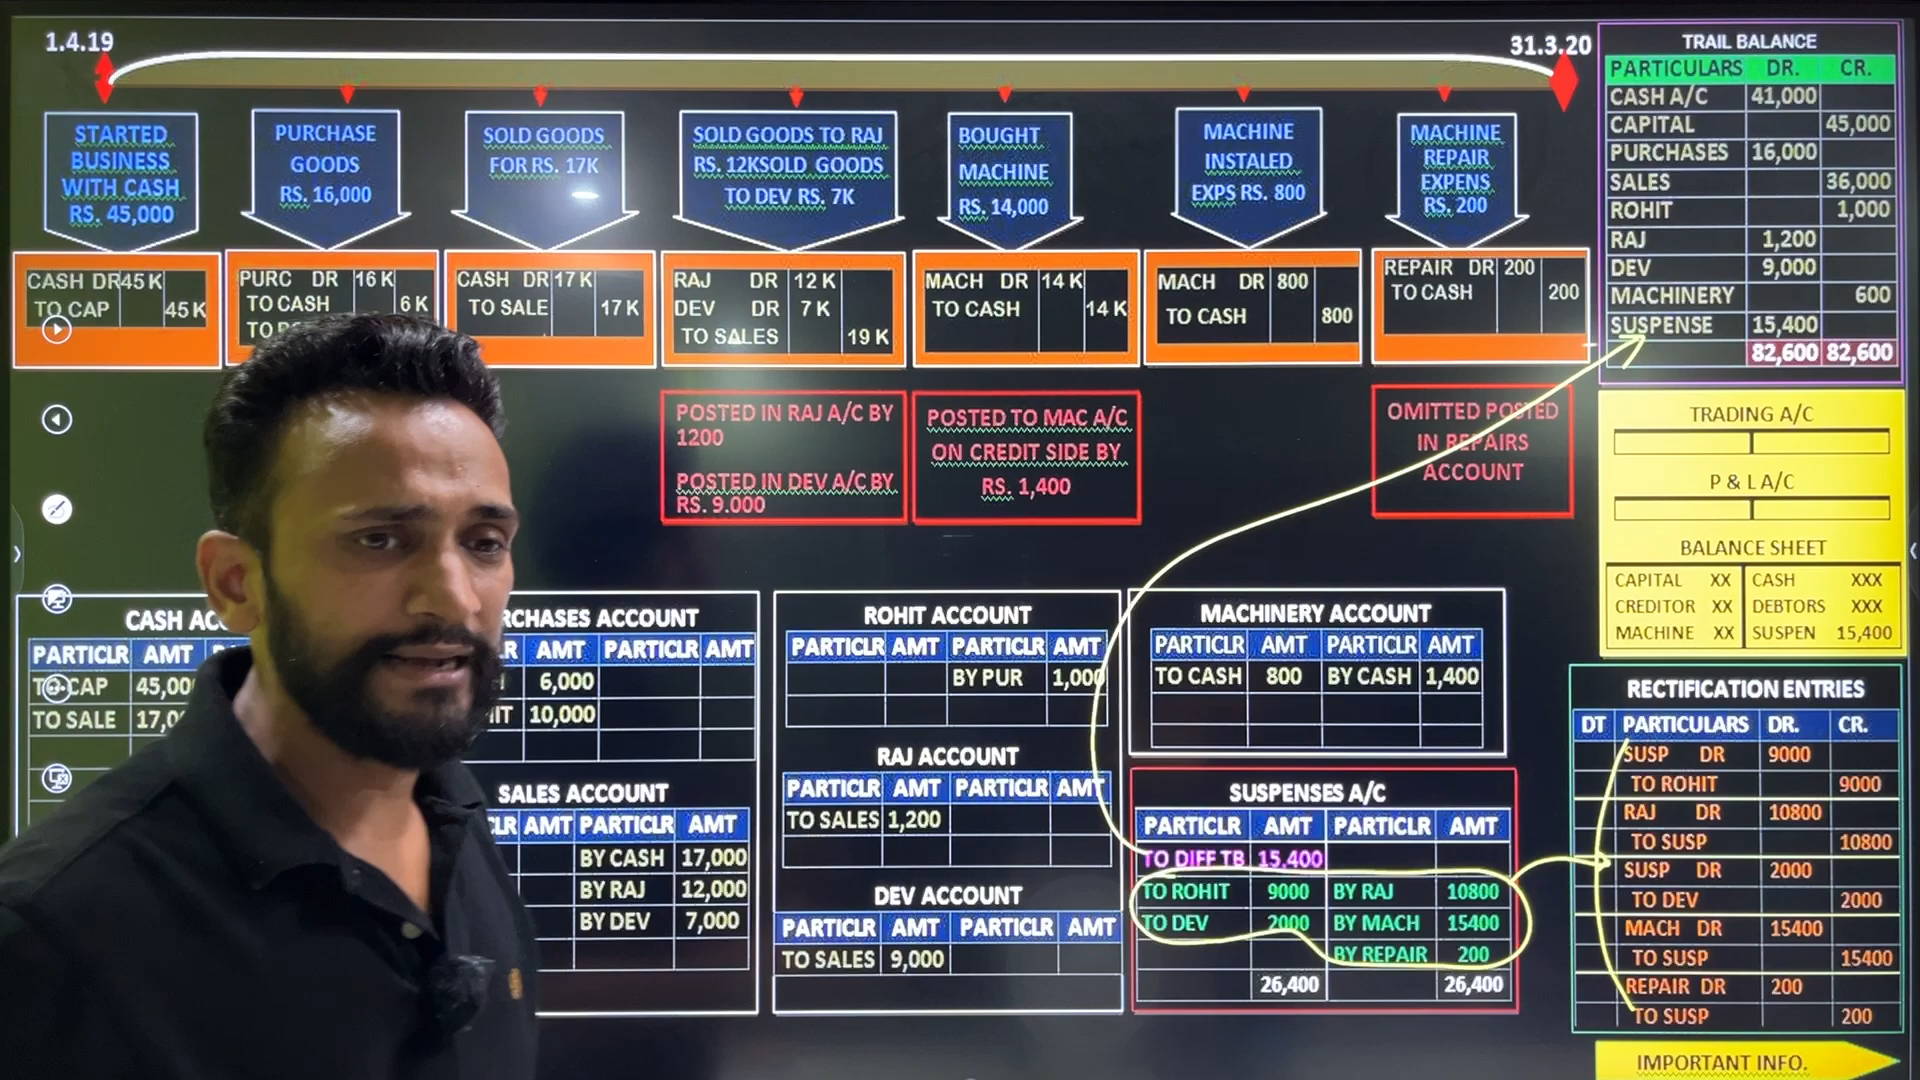 1.4.19
31.3.20
STARTED
BUSINESS
WITH CASH
RS. 45,000
PURCHASE
GOODS
RS. 16,000
SOLD GOODS
FOR RS. 17K
SOLD GOODS TO RAJ
RS. 12KSOLD GOODS
TO DEV RS. 7K
BOUGHT
MACHINE
RS. 14,000
MACHINE
INSTALED
EXPS RS. 800
MACHINE
REPAIR
EXPENS
RS. 200
CASH DR 45 K
TO CAP 45 K
PURC DR 16 K
TO CASH 6 K
TO
CASH DR 17 K
TO SALE 17 K
RAJ DR 12 K
DEV DR 7 K
TO SALES 19 K
MACH DR 14 K
TO CASH 14 K
MACH DR 800
TO CASH 800
REPAIR DR 200
TO CASH 200
POSTED IN RAJ A/C BY
1200
POSTED IN DEV A/C BY
RS. 9.000
POSTED TO MAC A/C
ON CREDIT SIDE BY
RS. 1,400
OMITTED POSTED
IN REPAIRS
ACCOUNT
TRAIL BALANCE
PARTICULARS DR. CR.
CASH A/C 41,000
CAPITAL 45,000
PURCHASES 16,000
SALES 36,000
ROHIT 1,000
RAJ 1,200
DEV 9,000
MACHINERY 600
SUSPENSE 15,400
82,600 82,600
TRADING A/C
P & L A/C
BALANCE SHEET
CAPITAL XX CASH XXX
CREDITOR XX DEBTORS XXX
MACHINE XX SUSPEN 15,400
CASH
PARTICLR AMT
TO CAP 45,00
TO SALE 17,0
RCHASES ACCOUNT
LR AMT PARTICLR AMT
6,000
HIT 10,000
SALES ACCOUNT
CLR AMT PARTICLR AMT
BY CASH 17,000
BY RAJ 12,000
BY DEV 7,000
ROHIT ACCOUNT
PARTICLR AMT PARTICLR AMT
BY PUR 1,000
RAJ ACCOUNT
PARTICLR AMT PARTICLR AMT
TO SALES 1,200
DEV ACCOUNT
PARTICLR AMT PARTICLR AMT
TO SALES 9,000
MACHINERY ACCOUNT
PARTICLR AMT PARTICLR AMT
TO CASH 800 BY CASH 1,400
SUSPENSES A/C
PARTICLR AMT PARTICLR AMT
TO DIFF TB 15,400
TO ROHIT 9000 BY RAJ 10800
TO DEV 2000 BY MACH 15400
BY REPAIR 200
26,400 26,400
RECTIFICATION ENTRIES
DT PARTICULARS DR. CR.
SUSP DR 9000
TO ROHIT 9000
RAJ DR 10800
TO SUSP 10800
SUSP DR 2000
TO DEV 2000
MACH DR 15400
TO SUSP 15400
REPAIR DR 200
TO SUSP 200
IMPORTANT INFO.